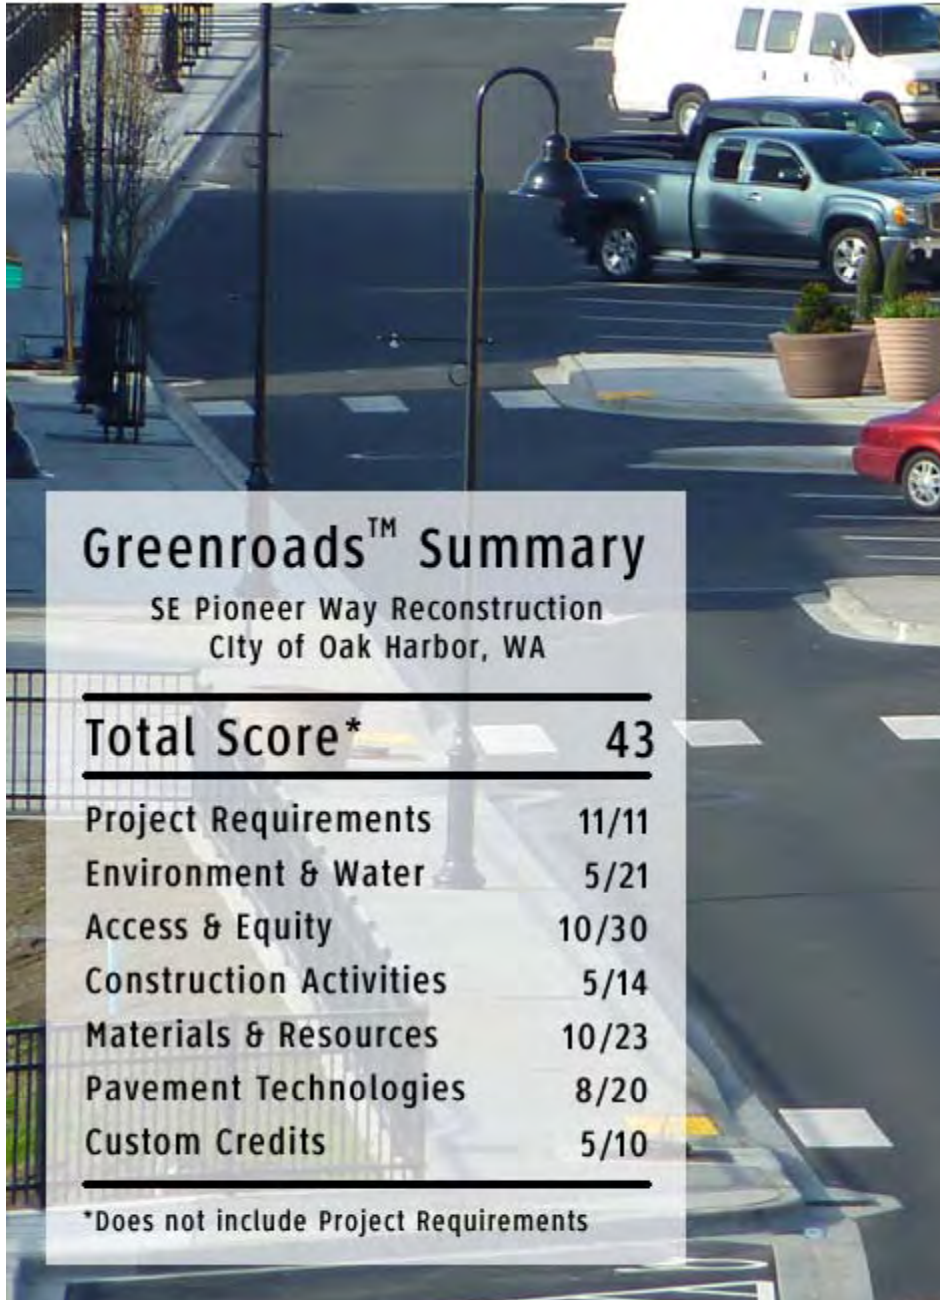 Greenroads™ Summary
SE Pioneer Way Reconstruction
CIty of Oak Harbor, WA
Total Score* 43
Project Requirements 11/11
Environment & Water 5/21
Access & Equity 10/30
Construction Activities 5/14
Materials & Resources 10/23
Pavement Technologies 8/20
Custom Credits 5/10
*Does not include Project Requirements